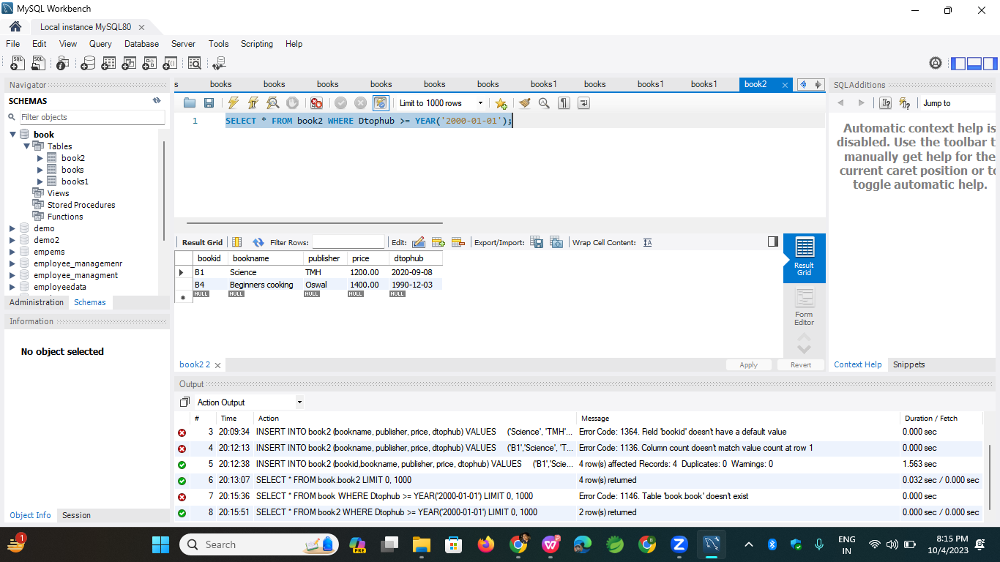 MySQL Workbench
Local instance MySQL80
File Edit View Query Database Server Tools Scripting Help
Navigator
SCHEMAS
Filter objects
book
Tables
book2
books
books1
Views
Stored Procedures
Functions
demo
demo2
empems
employee_managemenr
employee_managment
employeedata
Administration Schemas
Information
No object selected
Object Info Session
s books books books books books books books1 books books1 books1 book2
Limit to 1000 rows
1 SELECT * FROM book2 WHERE Dtophub >= YEAR('2000-01-01');
Result Grid Filter Rows: Edit: Export/Import: Wrap Cell Content:
bookid bookname publisher price dtophub
B1 Science TMH 1200.00 2020-09-08
B4 Beginners cooking Oswal 1400.00 1990-12-03
NULL NULL NULL NULL NULL
Result Grid
Form Editor
book2 2 Apply Revert
SQLAdditions
Jump to
Automatic context help is
disabled. Use the toolbar t
manually get help for the
current caret position or to
toggle automatic help.
Context Help Snippets
Output
Action Output
# Time Action Message Duration / Fetch
3 20:09:34 INSERT INTO book2 (bookname, publisher, price, dtophub) VALUES ('Science', 'TMH'... Error Code: 1364. Field 'bookid' doesn't have a default value 0.000 sec
4 20:12:13 INSERT INTO book2 (bookname, publisher, price, dtophub) VALUES ('B1','Science', 'T... Error Code: 1136. Column count doesn't match value count at row 1 0.000 sec
5 20:12:38 INSERT INTO book2 (bookid,bookname, publisher, price, dtophub) VALUES ('B1','Scie... 4 row(s) affected Records: 4 Duplicates: 0 Warnings: 0 1.563 sec
6 20:13:07 SELECT * FROM book.book2 LIMIT 0, 1000 4 row(s) returned 0.032 sec / 0.000 sec
7 20:15:36 SELECT * FROM book WHERE Dtophub >= YEAR('2000-01-01') LIMIT 0, 1000 Error Code: 1146. Table 'book.book' doesn't exist 0.000 sec
8 20:15:51 SELECT * FROM book2 WHERE Dtophub >= YEAR('2000-01-01') LIMIT 0, 1000 2 row(s) returned 0.000 sec / 0.000 sec
1 Search PRE ENG IN 8:15 PM 10/4/2023